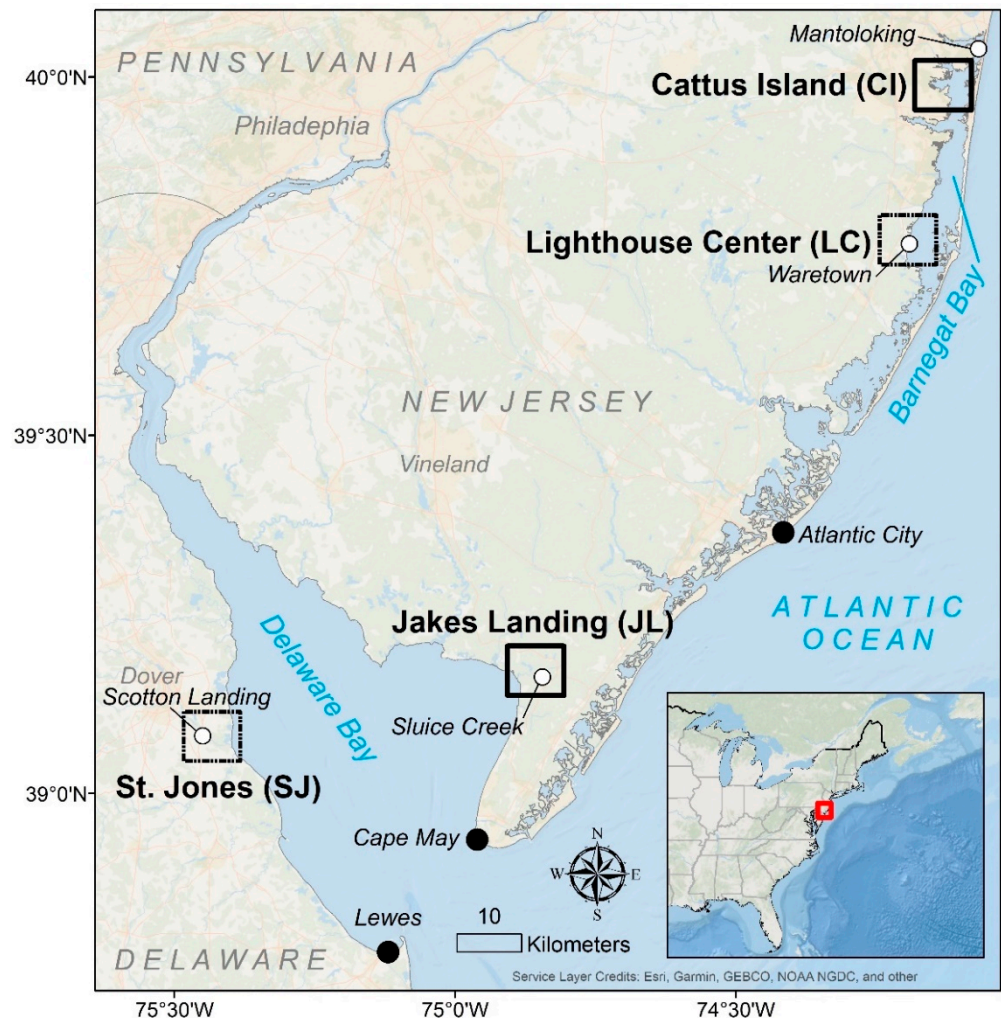 Mantoloking
40°0'N
PENNSYLVANIA
Cattus Island (CI)
Philadephia
Lighthouse Center (LC)
Waretown
Barnegat Bay
NEW JERSEY
39°30'N
Vineland
Atlantic City
ATLANTIC
OCEAN
Jakes Landing (JL)
Delaware Bay
Dover
Scotton Landing
Sluice Creek
St. Jones (SJ)
39°0'N
Cape May
N
W E
S
Lewes
10
Kilometers
DELAWARE
Service Layer Credits: Esri, Garmin, GEBCO, NOAA NGDC, and other
75°30'W 75°0'W 74°30'W